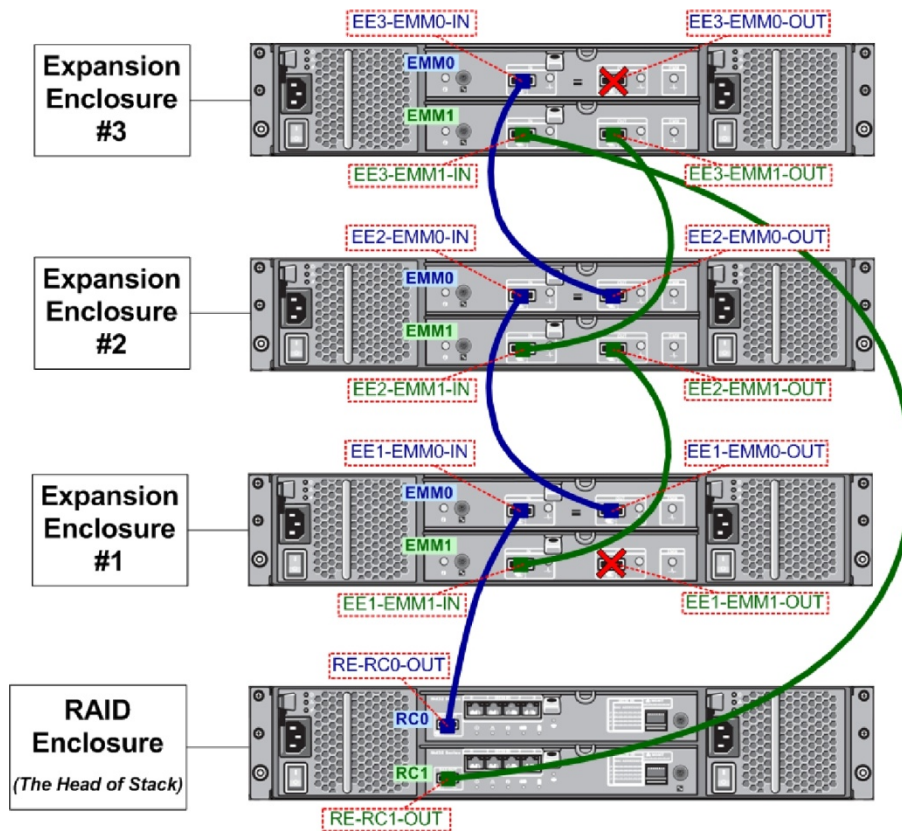 EE3-EMM0-IN
EE3-EMM0-OUT
Expansion
Enclosure
#3
EMM0
EMM1
EE3-EMM1-IN
EE3-EMM1-OUT
EE2-EMM0-IN
EE2-EMM0-OUT
Expansion
Enclosure
#2
EMM0
EMM1
EE2-EMM1-IN
EE2-EMM1-OUT
EE1-EMM0-IN
EE1-EMM0-OUT
Expansion
Enclosure
#1
EMM0
EMM1
EE1-EMM1-IN
EE1-EMM1-OUT
RE-RC0-OUT
RAID
Enclosure
(The Head of Stack)
RC0
RC1
RE-RC1-OUT